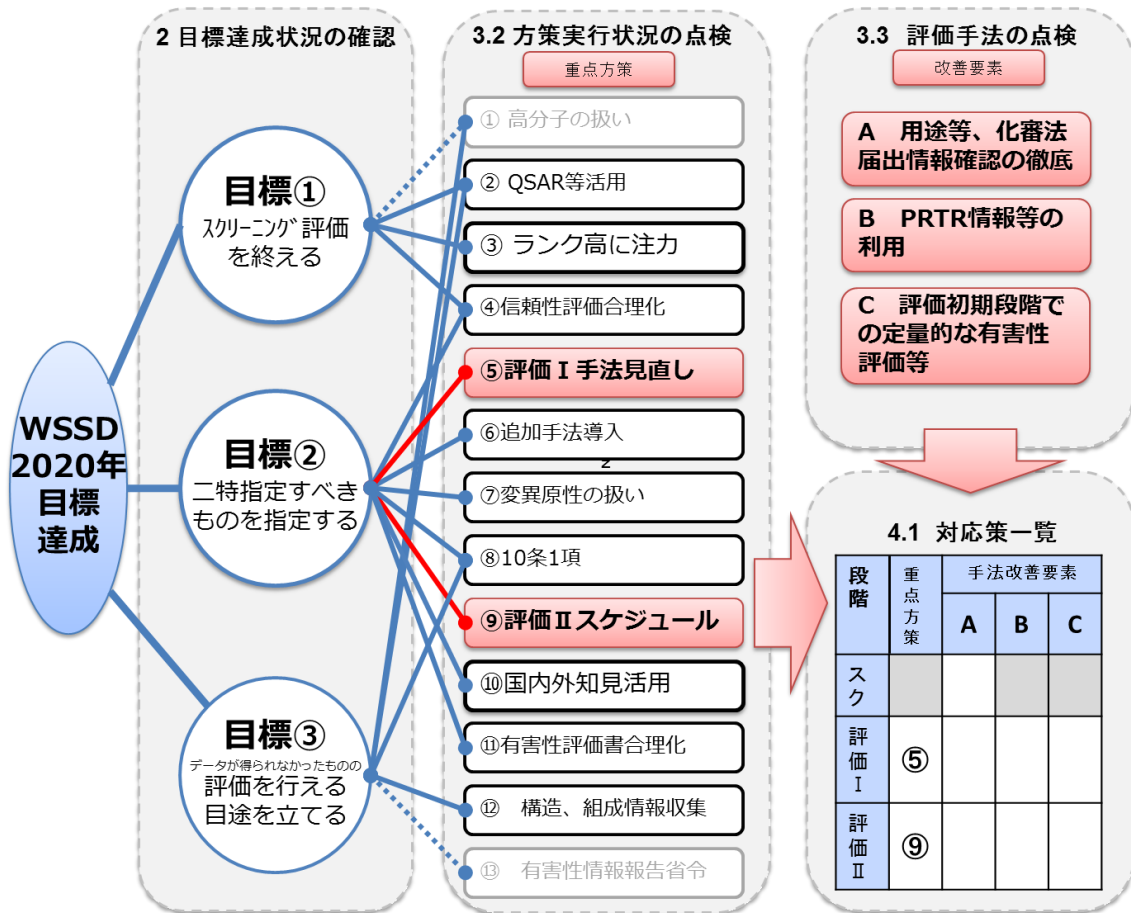 2 目標達成状況の確認
3.2 方策実行状況の点検
重点方策
3.3 評価手法の点検
改善要素
WSSD
2020年
目標
達成
目標①
ｽｸﾘｰﾆﾝｸﾞ評価
を終える
目標②
二特指定すべき
ものを指定する
目標③
データが得られなかったものの
評価を行える
目途を立てる
① 高分子の扱い
② QSAR等活用
③ ランク高に注力
④信頼性評価合理化
⑤評価Ⅰ手法見直し
⑥追加手法導入
z
⑦変異原性の扱い
⑧10条1項
⑨評価Ⅱスケジュール
⑩国内外知見活用
⑪有害性評価書合理化
⑫ 構造、組成情報収集
⑬ 有害性情報報告省令
A 用途等、化審法
届出情報確認の徹底
B PRTR情報等の
利用
C 評価初期段階で
の定量的な有害性
評価等
4.1 対応策一覧
段階
重点方策
手法改善要素
A B C
スク
評価Ⅰ
⑤
評価Ⅱ
⑨